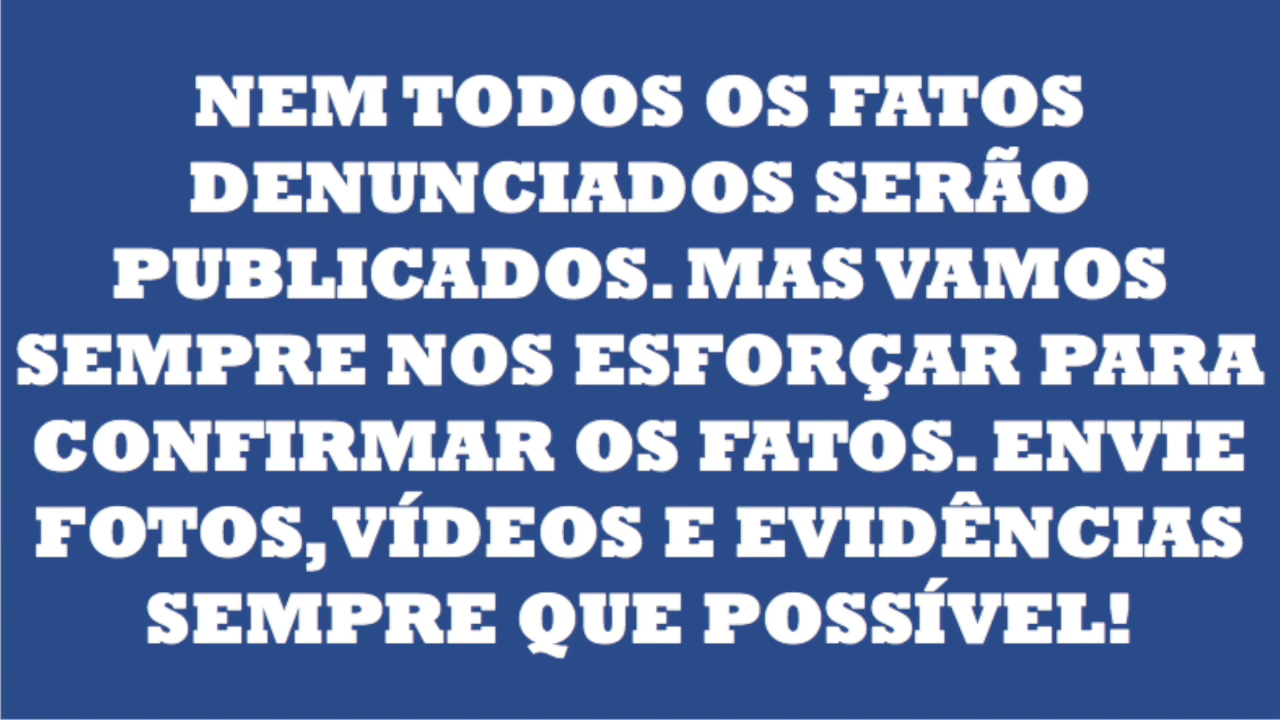 NEM TODOS OS FATOS
DENUNCIADOS SERÃO
PUBLICADOS. MAS VAMOS
SEMPRE NOS ESFORÇAR PARA
CONFIRMAR OS FATOS. ENVIE
FOTOS, VÍDEOS E EVIDÊNCIAS
SEMPRE QUE POSSÍVEL!